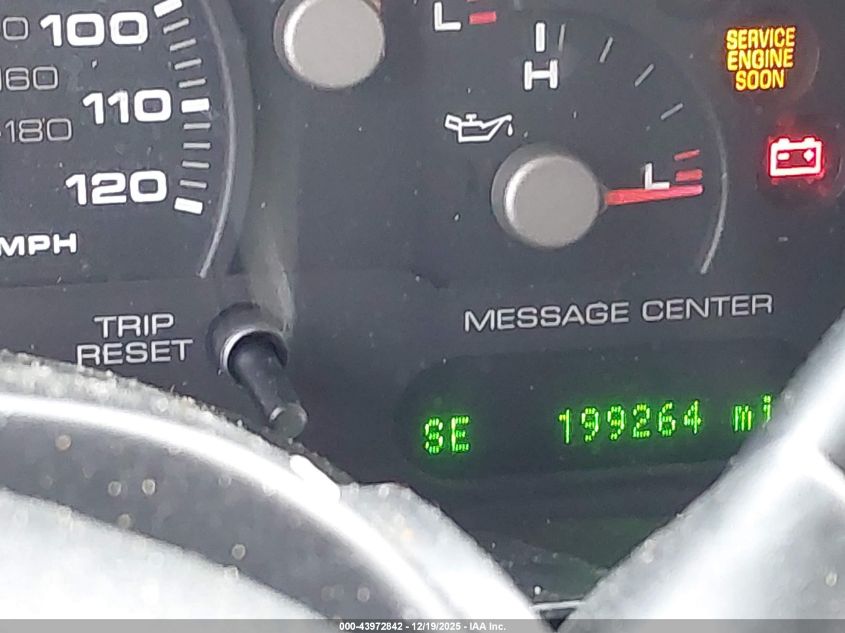 100
160
110
180
120
MPH
L
H
L
SERVICE
ENGINE
SOON
TRIP
RESET
MESSAGE CENTER
SE 199264 mi
000-43972842 - 12/19/2025 - IAA Inc.